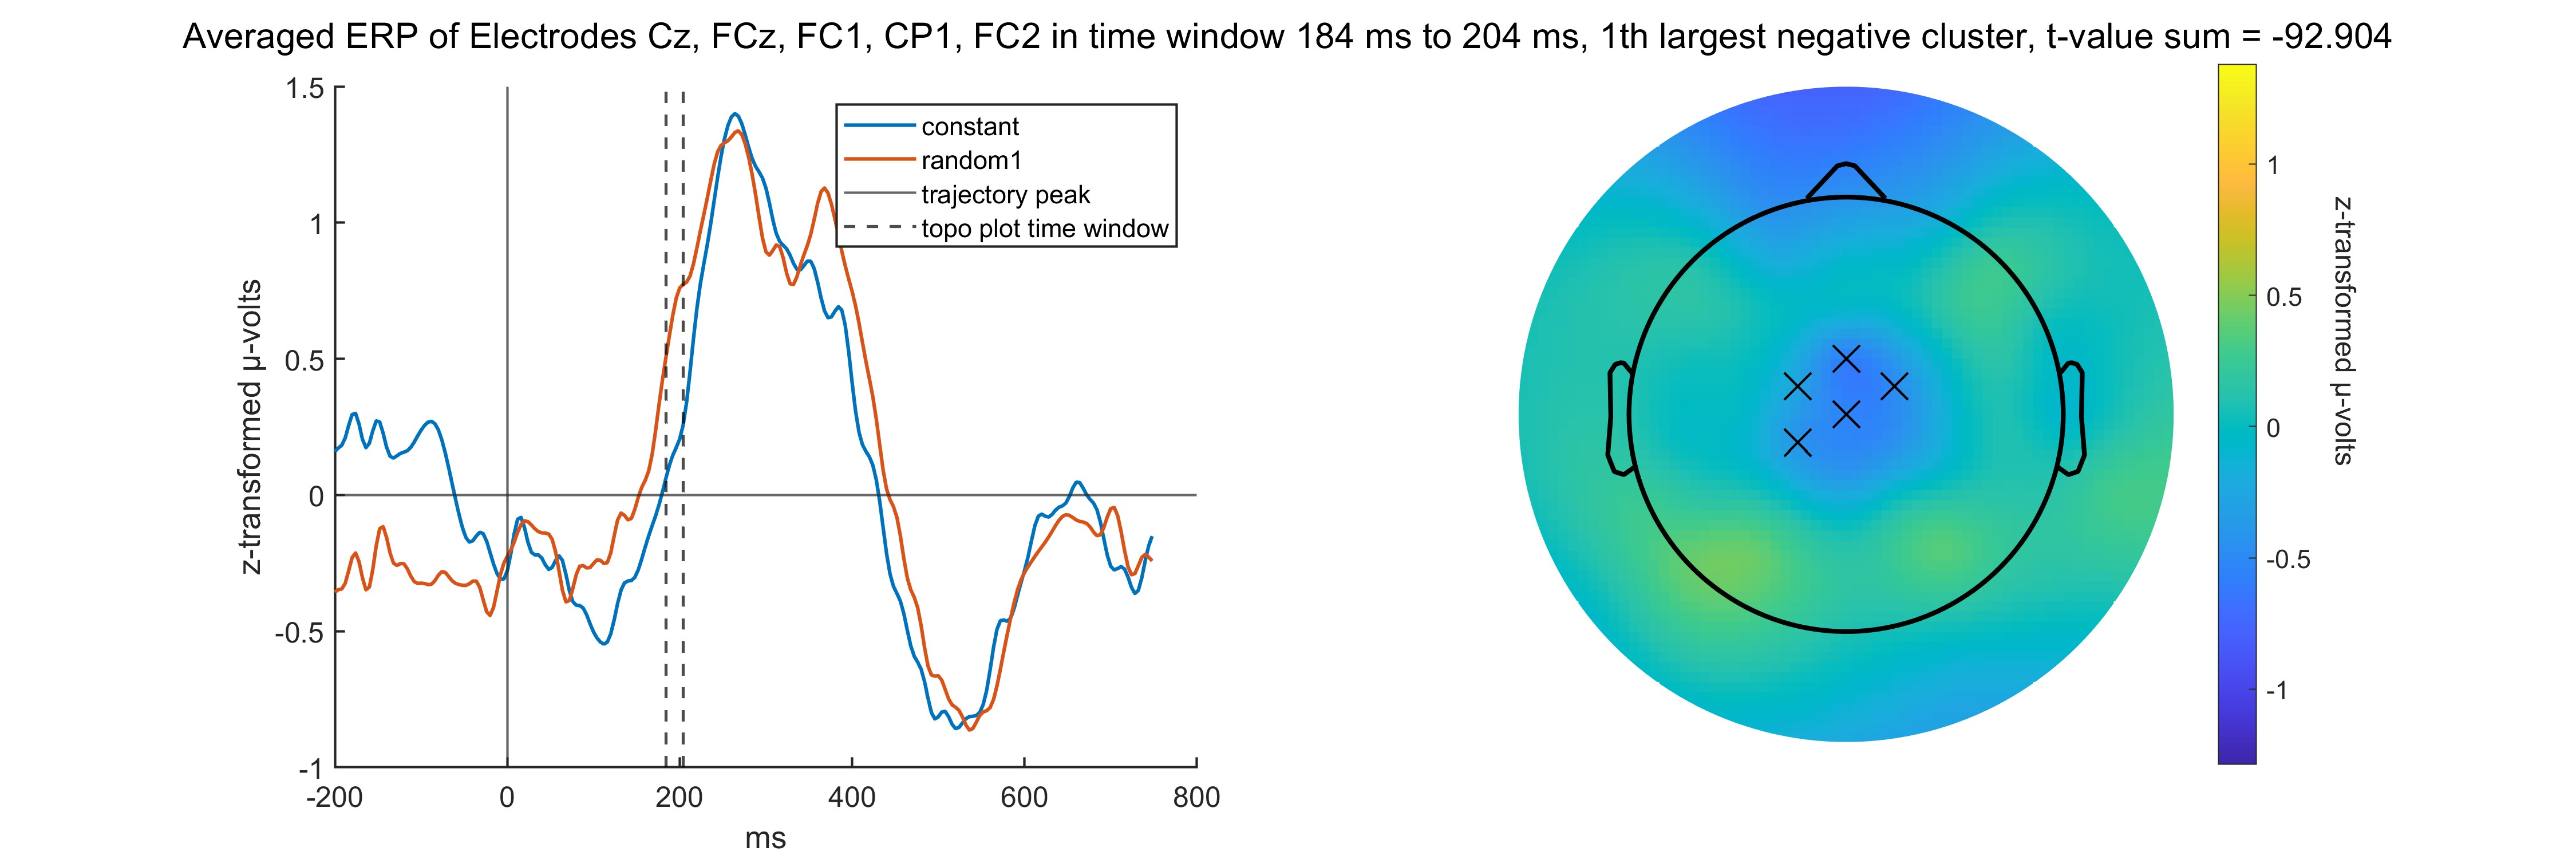 Averaged ERP of Electrodes Cz, FCz, FC1, CP1, FC2 in time window 184 ms to 204 ms, 1th largest negative cluster, t-value sum = -92.904
z-transformed µ-volts
1.5
1
0.5
0
-0.5
-1
-200
0
200
400
600
800
ms
constant
random1
trajectory peak
topo plot time window
1
0.5
0
-0.5
-1
z-transformed µ-volts